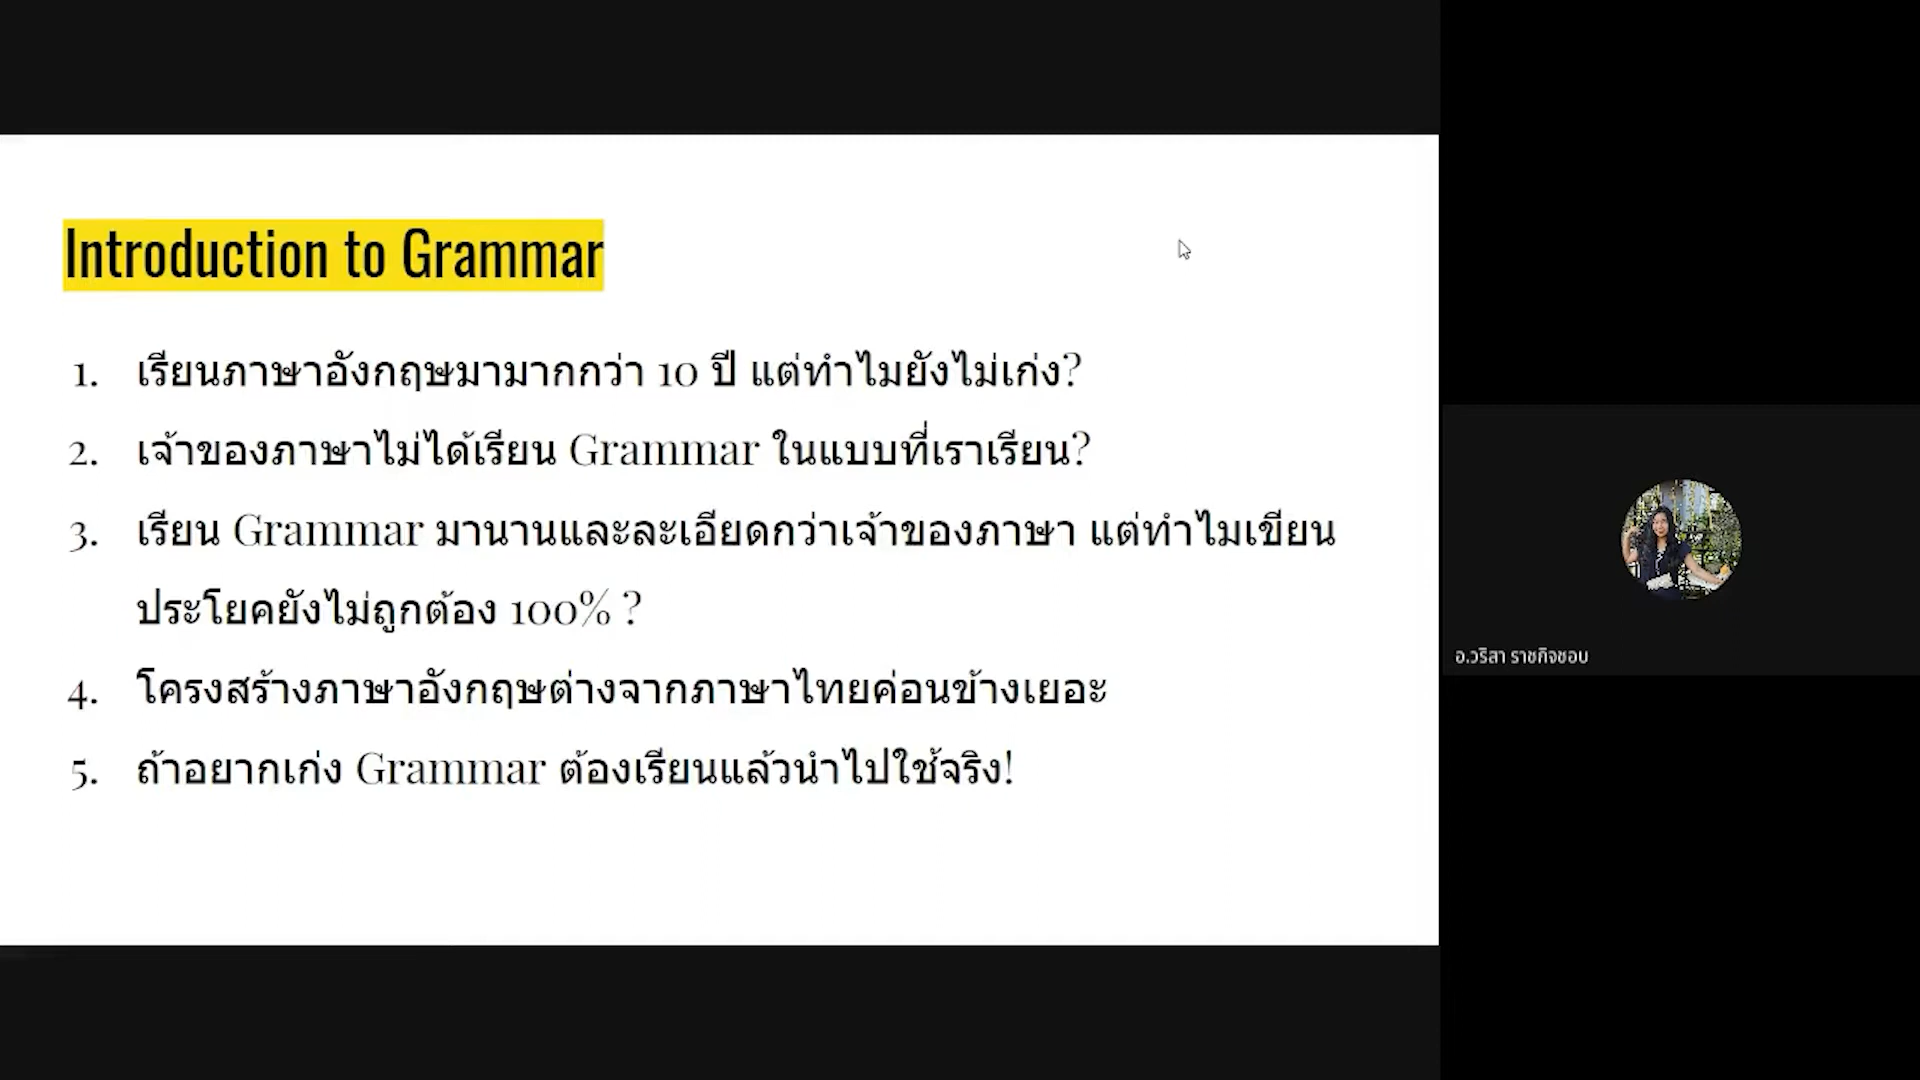 Introduction to Grammar
1. เรียนภาษาอังกฤษมามากกว่า 10 ปี แต่ทำไมยังไม่เก่ง?
2. เจ้าของภาษาไม่ได้เรียน Grammar ในแบบที่เราเรียน?
3. เรียน Grammar มานานและละเอียดกว่าเจ้าของภาษา แต่ทำไมเขียน
ประโยคยังไม่ถูกต้อง 100% ?
4. โครงสร้างภาษาอังกฤษต่างจากภาษาไทยค่อนข้างเยอะ
5. ถ้าอยากเก่ง Grammar ต้องเรียนแล้วนำไปใช้จริง!
อ.วริสา ราชกิจชอบ